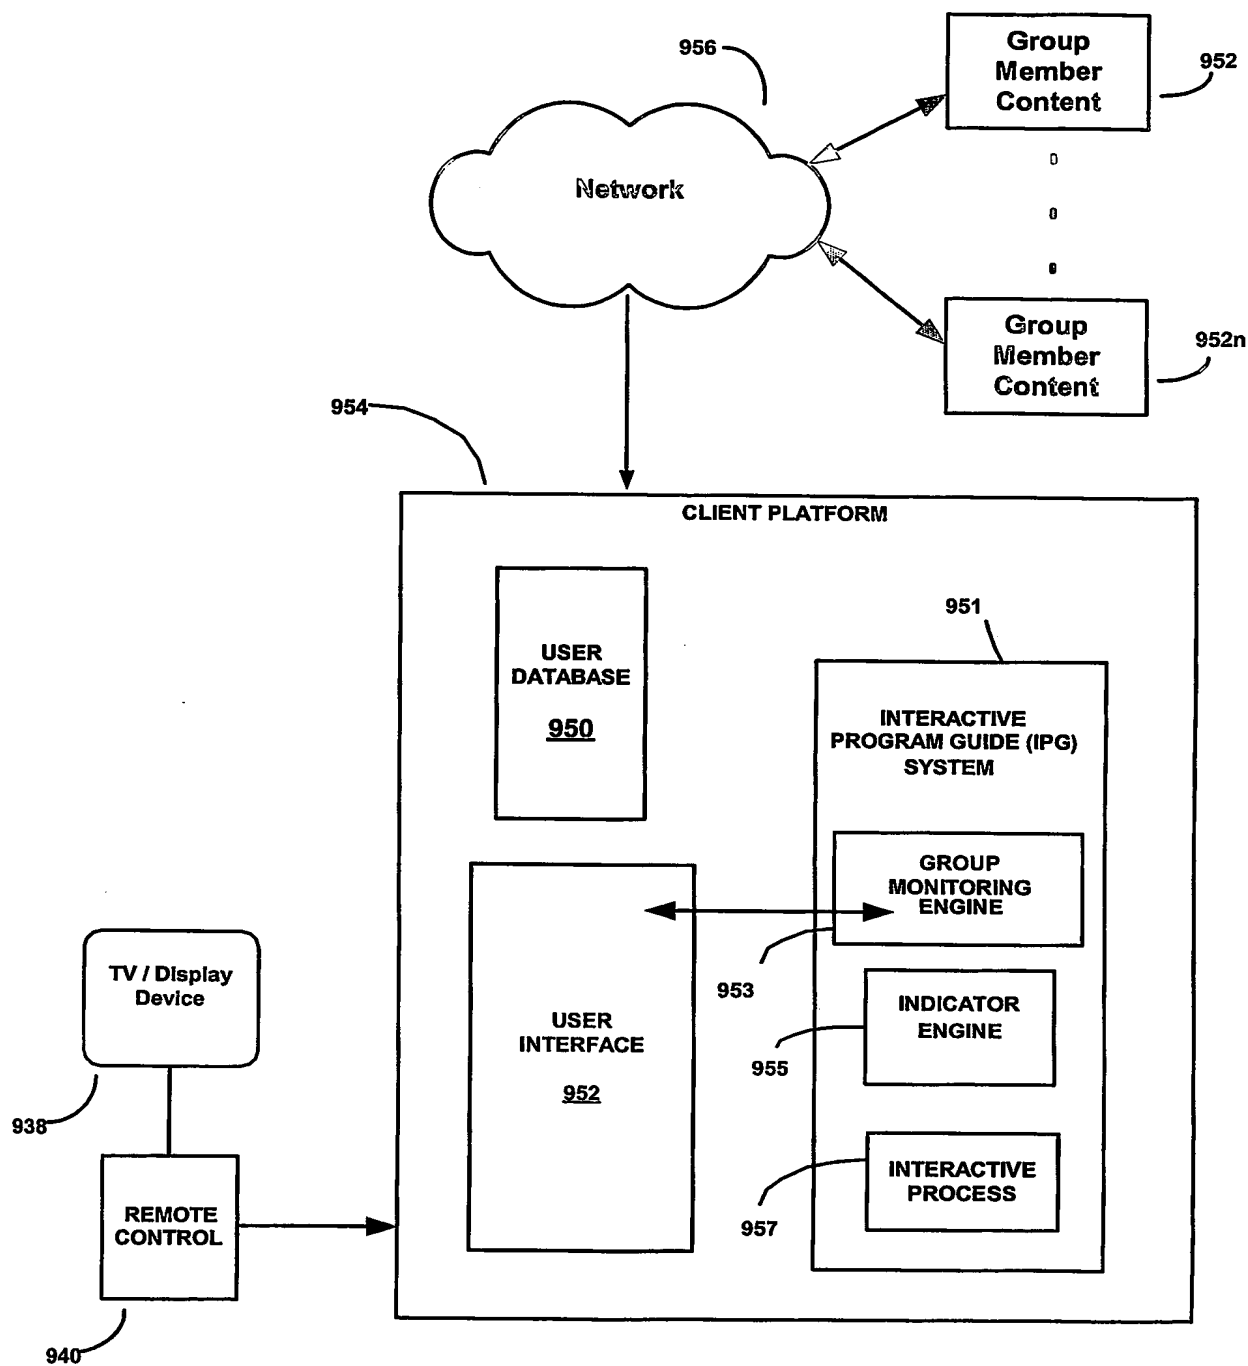 956
Group
Member
Content
952
Network
Group
Member
Content
952n
954
CLIENT PLATFORM
951
USER
DATABASE
950
INTERACTIVE
PROGRAM GUIDE (IPG)
SYSTEM
GROUP
MONITORING
ENGINE
953
TV / Display
Device
938
USER
INTERFACE
952
INDICATOR
ENGINE
955
REMOTE
CONTROL
940
INTERACTIVE
PROCESS
957